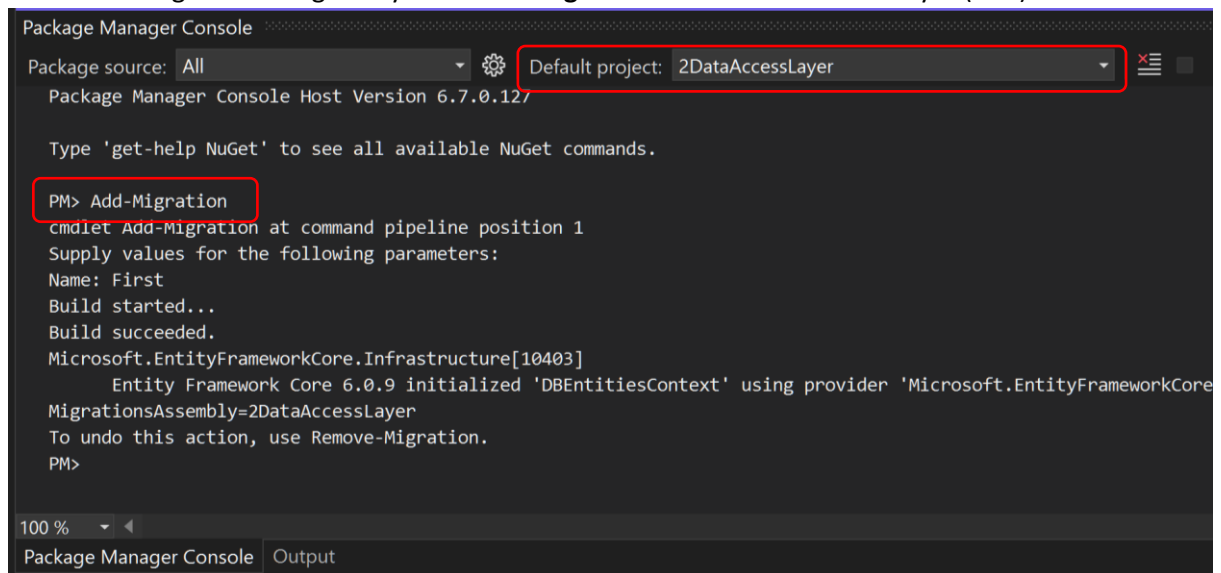 Package Manager Console
Package source: All Default project: 2DataAccessLayer
Package Manager Console Host Version 6.7.0.127
Type 'get-help NuGet' to see all available NuGet commands.
PM> Add-Migration
cmdlet Add-Migration at command pipeline position 1
Supply values for the following parameters:
Name: First
Build started...
Build succeeded.
Microsoft.EntityFrameworkCore.Infrastructure[10403]
Entity Framework Core 6.0.9 initialized 'DBEntitiesContext' using provider 'Microsoft.EntityFrameworkCore
MigrationsAssembly=2DataAccessLayer
To undo this action, use Remove-Migration.
PM>
100 %
Package Manager Console Output